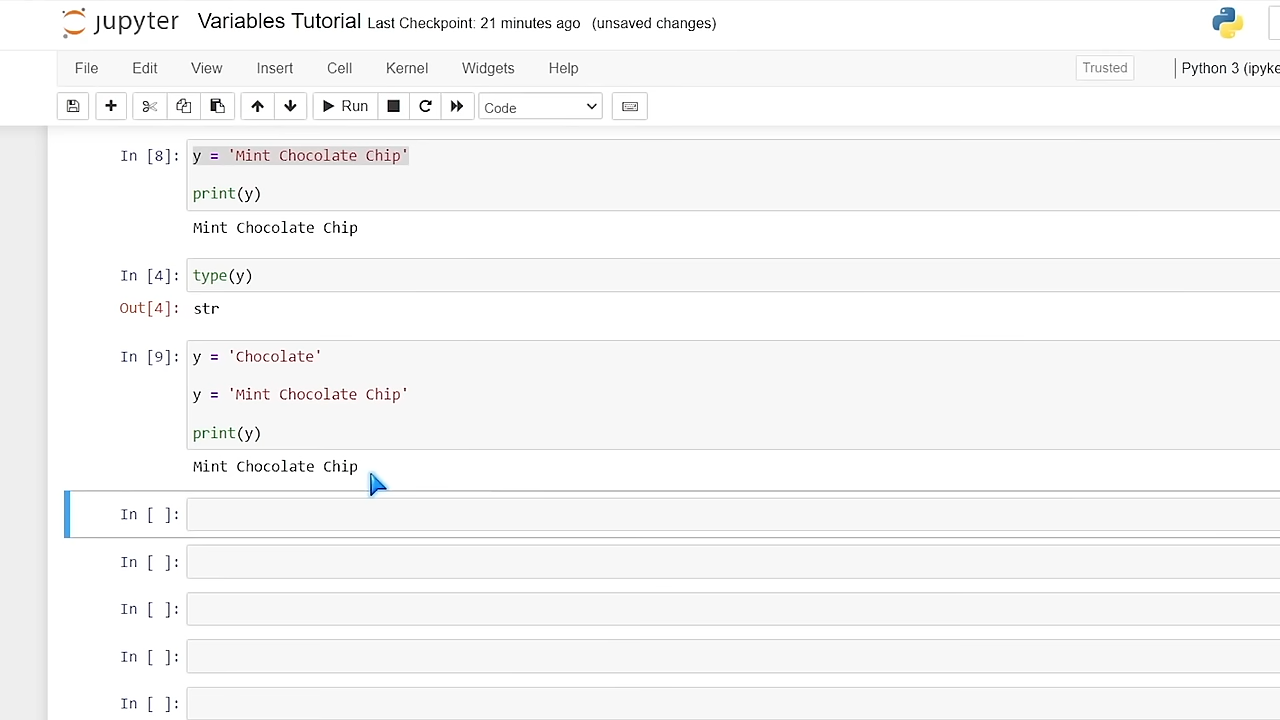 jupyter Variables Tutorial Last Checkpoint: 21 minutes ago (unsaved changes)
File Edit View Insert Cell Kernel Widgets Help Trusted Python 3 (ipyke
Run Code
In [8]: y = 'Mint Chocolate Chip'
print(y)
Mint Chocolate Chip
In [4]: type(y)
Out[4]: str
In [9]: y = 'Chocolate'
y = 'Mint Chocolate Chip'
print(y)
Mint Chocolate Chip
In [ ]:
In [ ]:
In [ ]:
In [ ]:
In [ ]: